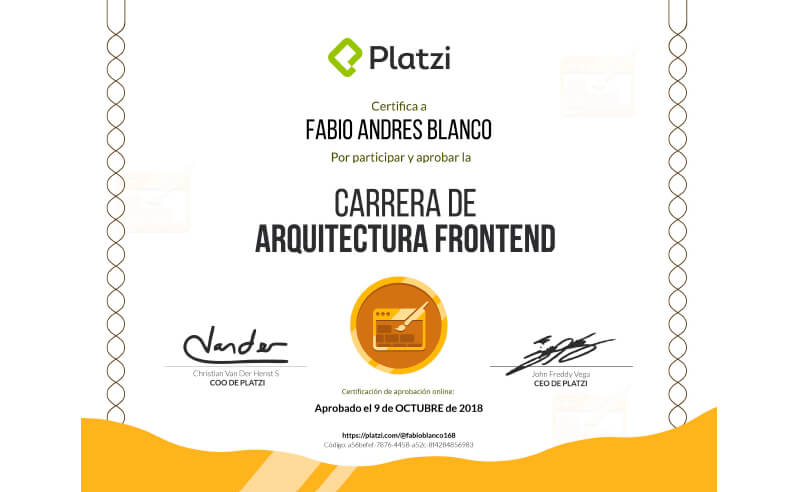 Platzi
Certifica a
FABIO ANDRES BLANCO
Por participar y aprobar la
CARRERA DE
ARQUITECTURA FRONTEND
Vander
Christian Van Der Henst S
COO DE PLATZI
John Freddy Vega
CEO DE PLATZI
Certificación de aprobación online:
Aprobado el 9 de OCTUBRE de 2018
https://platzi.com/@fabioblanco168
Código: a56befef-7876-4458-a52c-8f4284856983